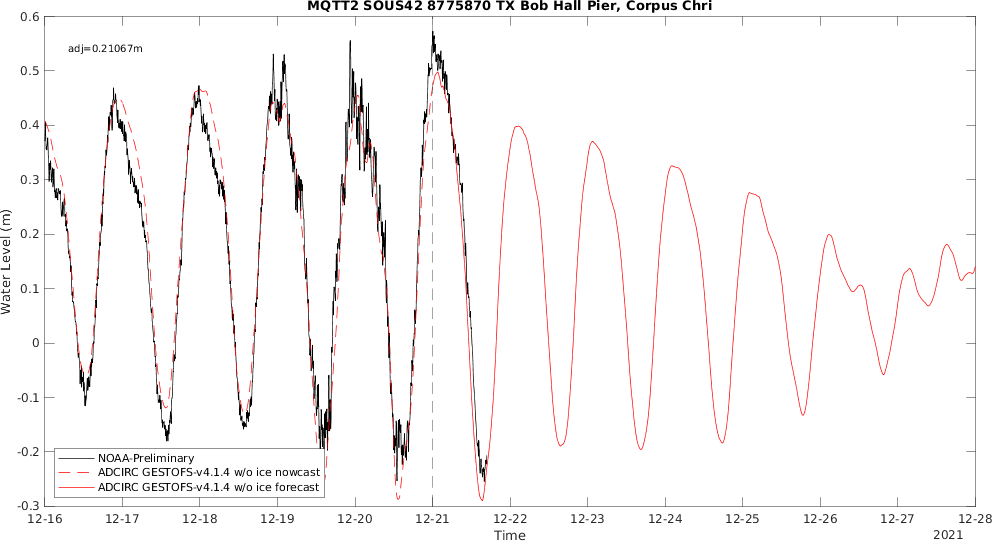 MQTT2 SOUS42 8775870 TX Bob Hall Pier, Corpus Chri
adj=0.21067m
0.6
0.5
0.4
0.3
0.2
0.1
0
-0.1
-0.2
-0.3
Water Level (m)
NOAA-Preliminary
ADCIRC GESTOFS-v4.1.4 w/o ice nowcast
ADCIRC GESTOFS-v4.1.4 w/o ice forecast
12-16 12-17 12-18 12-19 12-20 12-21 12-22 12-23 12-24 12-25 12-26 12-27 12-28
Time
2021